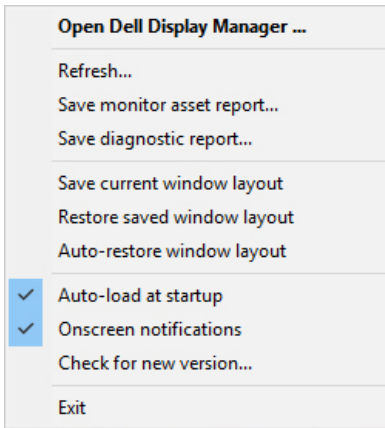 Open Dell Display Manager ...
Refresh...
Save monitor asset report...
Save diagnostic report...
Save current window layout
Restore saved window layout
Auto-restore window layout
Auto-load at startup
Onscreen notifications
Check for new version...
Exit